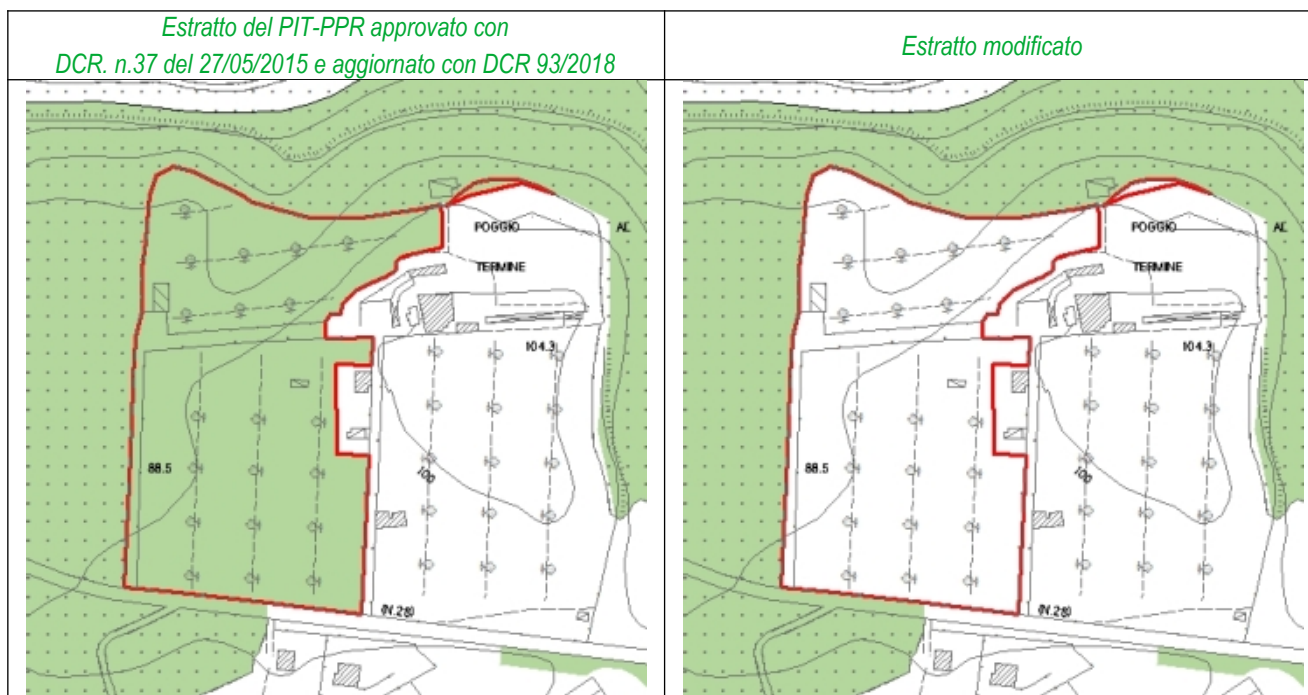 Estratto del PIT-PPR approvato con
DCR. n.37 del 27/05/2015 e aggiornato con DCR 93/2018
Estratto modificato
POGGIO
AL
TERMINE
104.3
88.5
100
(N.28)
POGGIO
AL
TERMINE
104.3
88.5
100
(N.28)